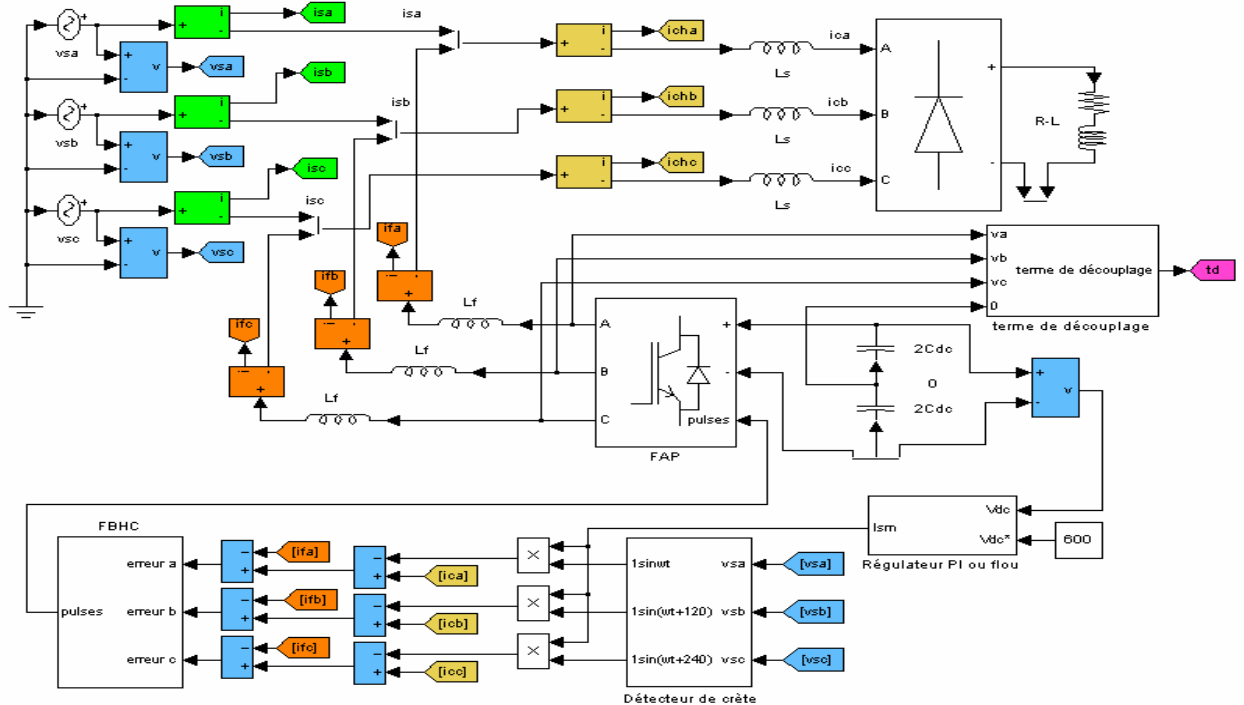 isa
isa
i
+
-
+
vsa
+
-
v
vsa
+
i
-
icha
ica
Ls
A
+
isb
isb
i
+
-
+
vsb
+
-
v
vsb
+
i
-
ichb
icb
Ls
B
R-L
isc
isc
i
+
-
+
vsc
+
-
v
vsc
+
i
-
ichc
icc
Ls
C
-
ifa
ifb
ifc
+
+
+
Lf
Lf
Lf
va
vb
vc
0
terme de découplage
td
terme de découplage
A
B
C
+
-
pulses
FAP
2Cdc
0
2Cdc
+
-
v
Ism
Vdc
Vdc*
600
Régulateur PI ou flou
FBHC
pulses
erreur a
erreur b
erreur c
-
+
[ifa]
-
+
[ica]
×
-
+
[ifb]
-
+
[icb]
×
-
+
[ifc]
-
+
[icc]
×
1sinwt
vsa
[vsa]
1sin(wt+120)
vsb
[vsb]
1sin(wt+240)
vsc
[vsc]
Détecteur de crète